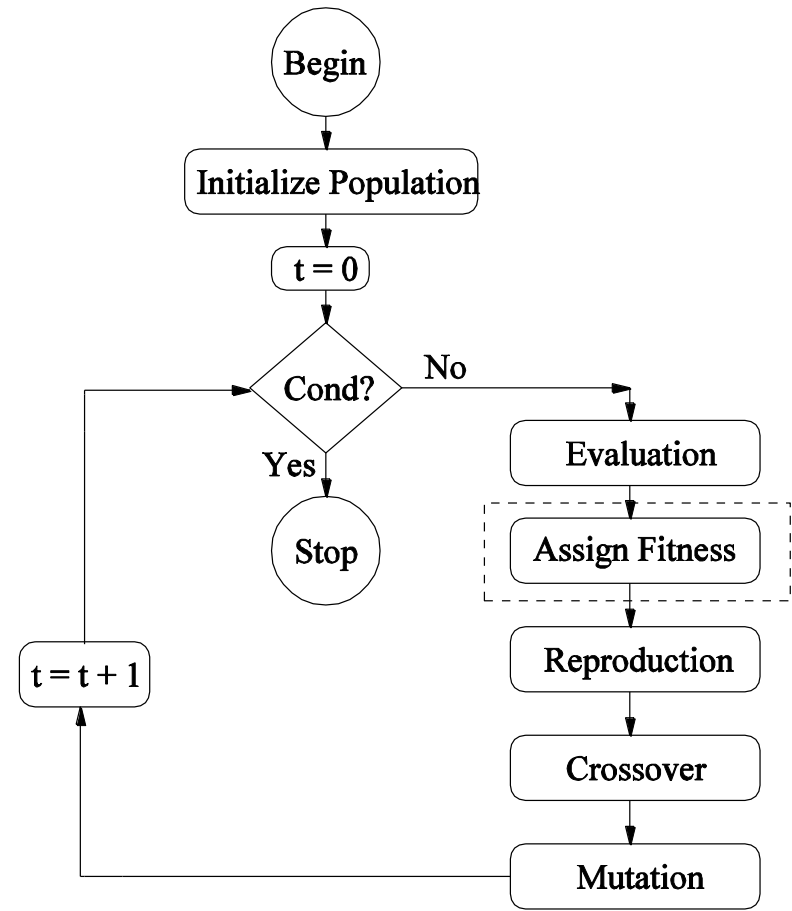 Begin
Initialize Population
t = 0
Cond?
No
Yes
Stop
Evaluation
Assign Fitness
Reproduction
Crossover
Mutation
t = t + 1